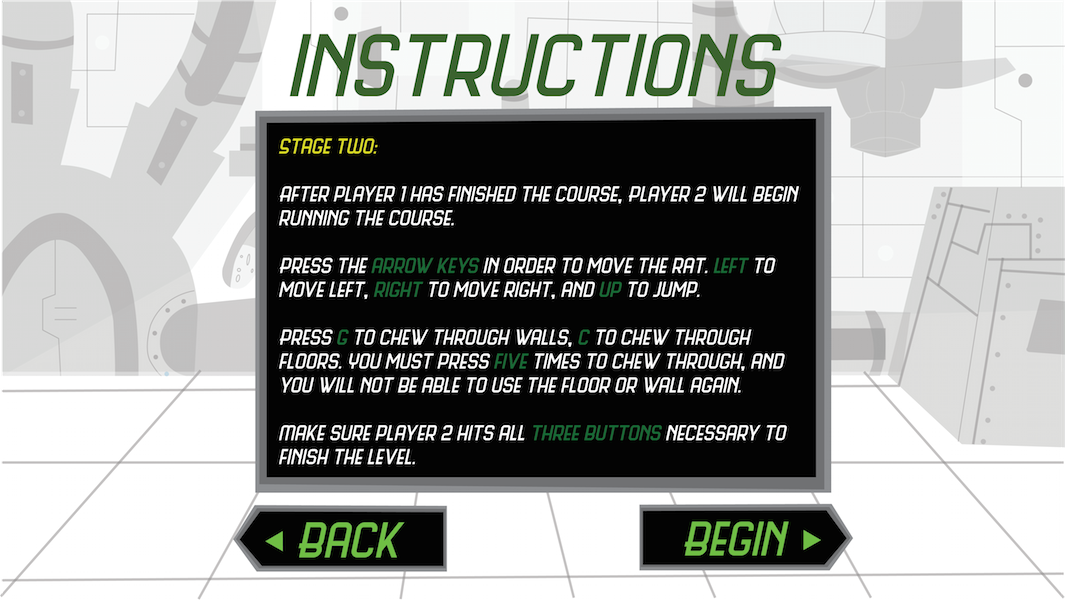 INSTRUCTIONS
STAGE TWO:
AFTER PLAYER 1 HAS FINISHED THE COURSE, PLAYER 2 WILL BEGIN
RUNNING THE COURSE.
PRESS THE ARROW KEYS IN ORDER TO MOVE THE RAT. LEFT TO
MOVE LEFT, RIGHT TO MOVE RIGHT, AND UP TO JUMP.
PRESS G TO CHEW THROUGH WALLS, C TO CHEW THROUGH
FLOORS. YOU MUST PRESS FIVE TIMES TO CHEW THROUGH, AND
YOU WILL NOT BE ABLE TO USE THE FLOOR OR WALL AGAIN.
MAKE SURE PLAYER 2 HITS ALL THREE BUTTONS NECESSARY TO
FINISH THE LEVEL.
BACK
BEGIN